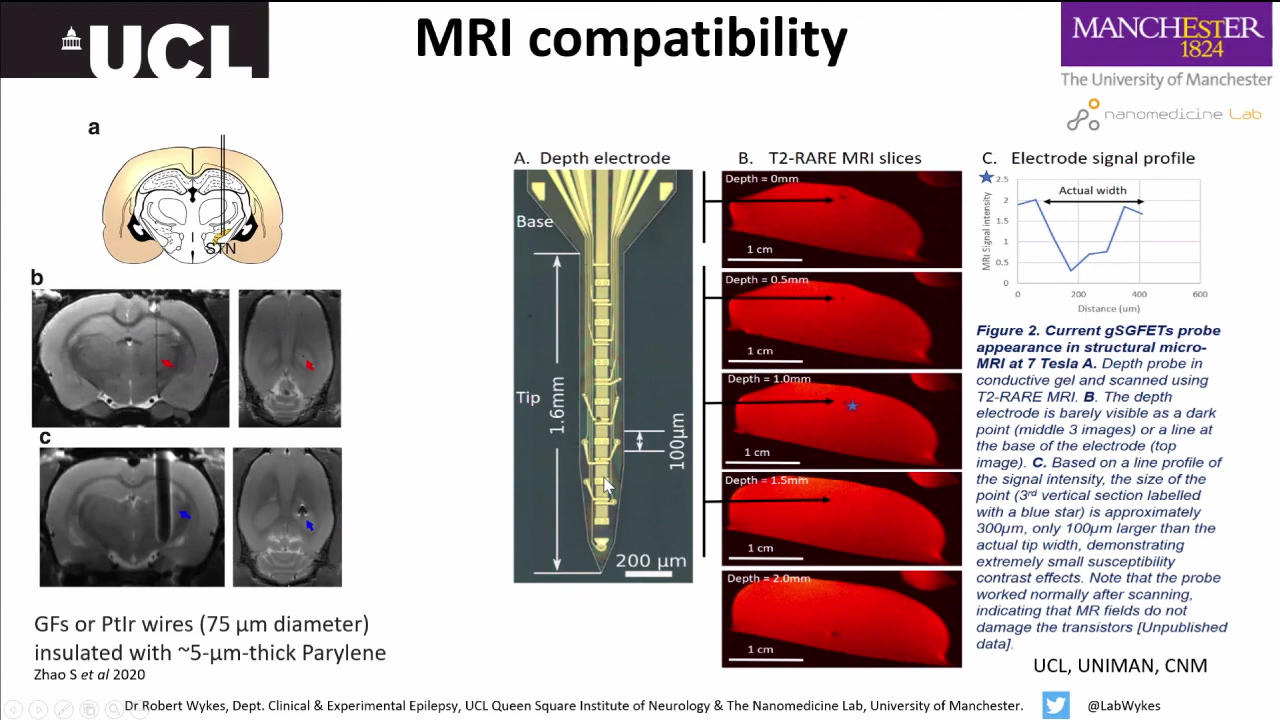 UCL
MRI compatibility
MANCHESTER
1824
The University of Manchester
nanomedicine Lab
a
STN
b
c
GFs or PtIr wires (75 µm diameter)
insulated with ~5-µm-thick Parylene
Zhao S et al 2020
A. Depth electrode
Base
Tip
1.6mm
100µm
200 µm
B. T2-RARE MRI slices
Depth = 0mm
1 cm
Depth = 0.5mm
1 cm
Depth = 1.0mm
1 cm
Depth = 1.5mm
1 cm
Depth = 2.0mm
1 cm
C. Electrode signal profile
Actual width
MRI Signal intensity
2.5
2
1.5
1
0.5
0
0 200 400 600
Distance (um)
Figure 2. Current gSGFETs probe
appearance in structural micro-
MRI at 7 Tesla A. Depth probe in
conductive gel and scanned using
T2-RARE MRI. B. The depth
electrode is barely visible as a dark
point (middle 3 images) or a line at
the base of the electrode (top
image). C. Based on a line profile of
the signal intensity, the size of the
point (3rd vertical section labelled
with a blue star) is approximately
300µm, only 100µm larger than the
actual tip width, demonstrating
extremely small susceptibility
contrast effects. Note that the probe
worked normally after scanning,
indicating that MR fields do not
damage the transistors [Unpublished
data].
UCL, UNIMAN, CNM
Dr Robert Wykes, Dept. Clinical & Experimental Epilepsy, UCL Queen Square Institute of Neurology & The Nanomedicine Lab, University of Manchester.
@LabWykes